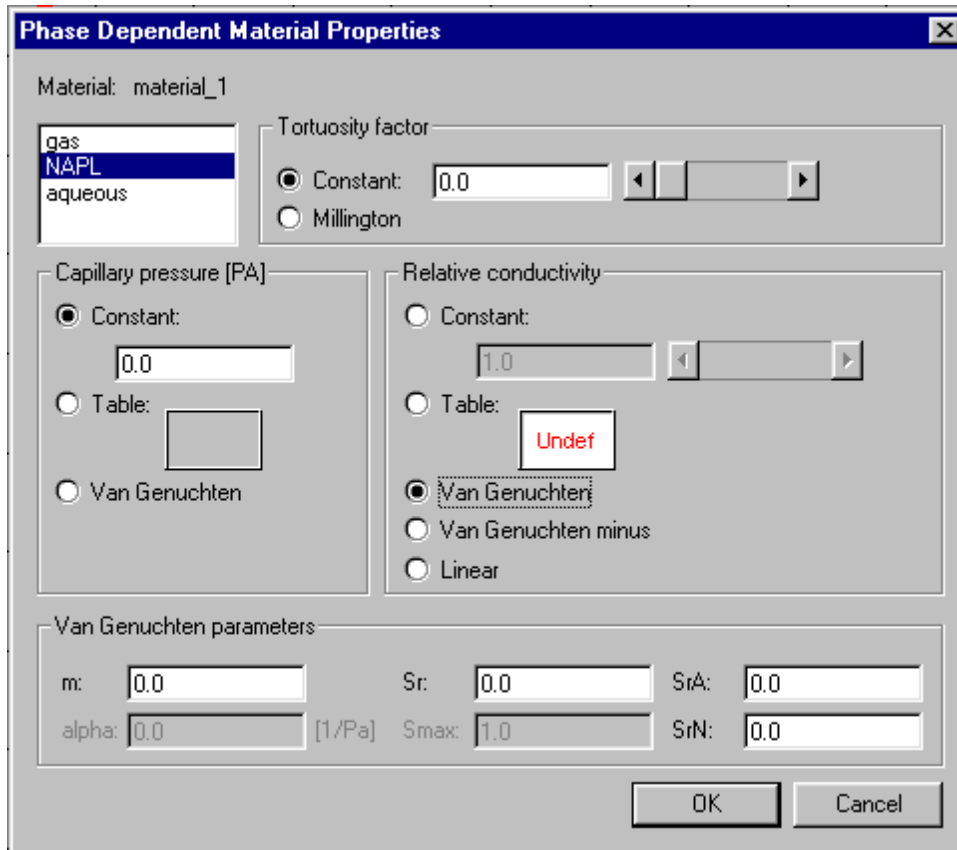 Phase Dependent Material Properties
Material: material_1
gas
NAPL
aqueous
Tortuosity factor
Constant: 0.0
Millington
Capillary pressure [PA]
Constant:
0.0
Table:
Van Genuchten
Relative conductivity
Constant:
1.0
Table:
Undef
Van Genuchten
Van Genuchten minus
Linear
Van Genuchten parameters
m: 0.0 Sr: 0.0 SrA: 0.0
alpha: 0.0 [1/Pa] Smax: 1.0 SrN: 0.0
OK Cancel